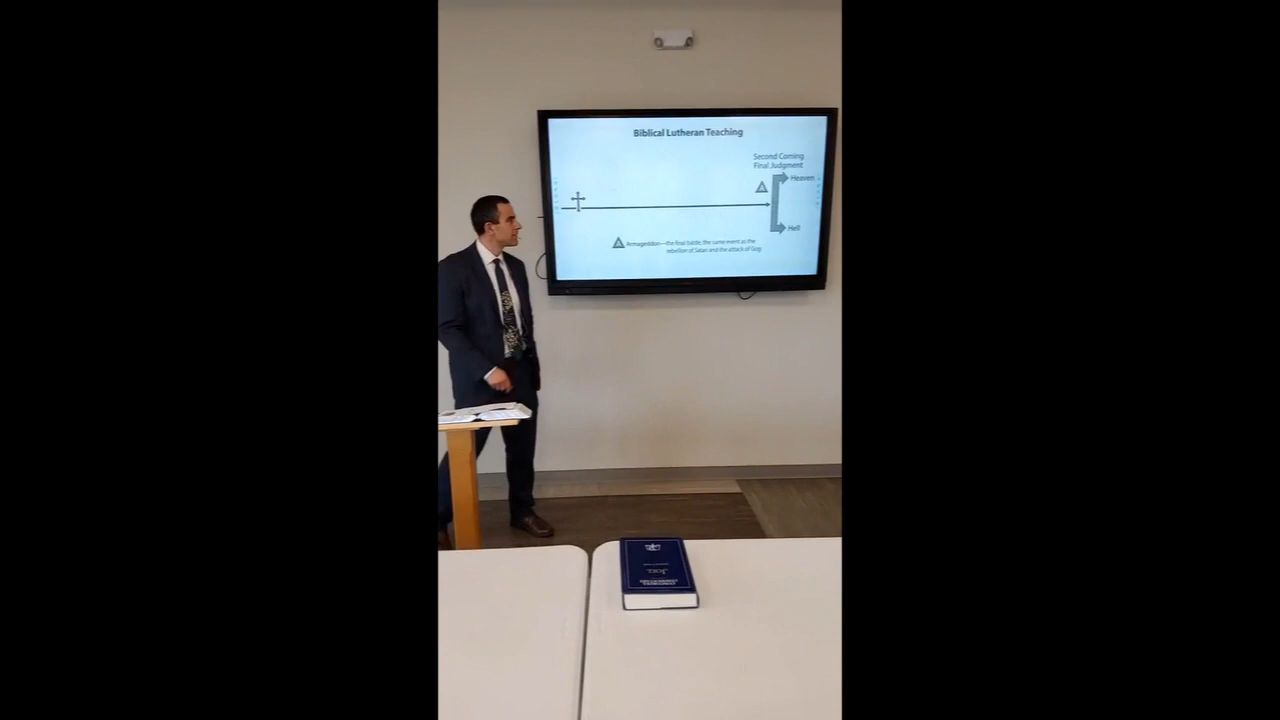 Biblical Lutheran Teaching
Second Coming
Final Judgment
A
Heaven
Hell
A Armageddon—the final battle, the same event as the
rebellion of Satan and the attack of Gog
JOEL